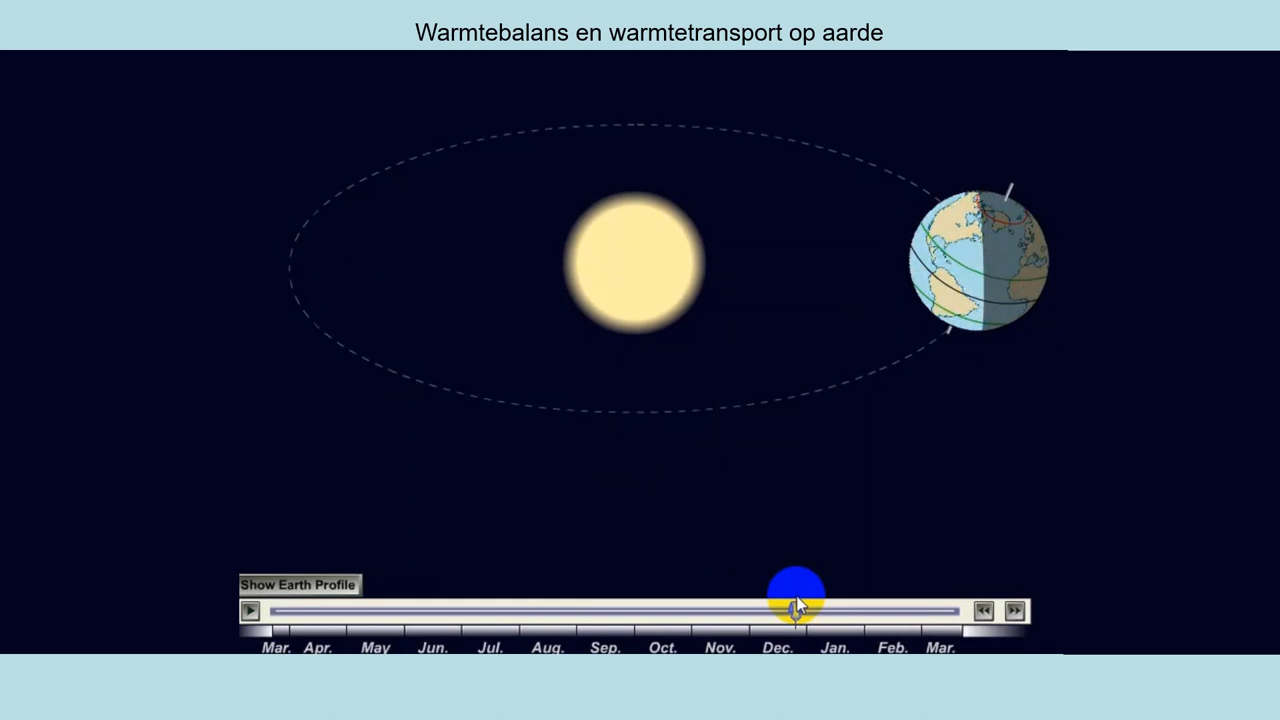 Warmtebalans en warmtetransport op aarde
Show Earth Profile
Mar. Apr. May Jun. Jul. Aug. Sep. Oct. Nov. Dec. Jan. Feb. Mar.